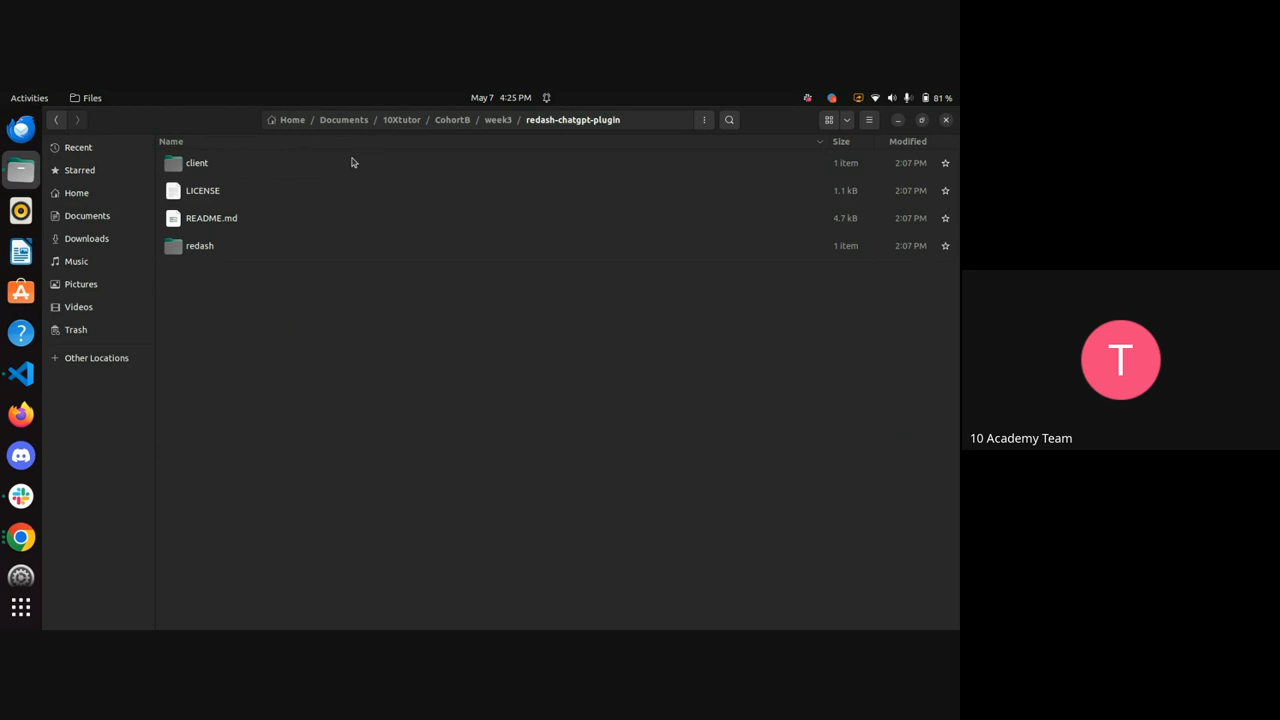 Activities Files May 7 4:25 PM 81 %
Home / Documents / 10Xtutor / CohortB / week3 / redash-chatgpt-plugin
Recent
Starred
Home
Documents
Downloads
Music
Pictures
Videos
Trash
Other Locations
Name Size Modified
client 1 item 2:07 PM
LICENSE 1.1 kB 2:07 PM
README.md 4.7 kB 2:07 PM
redash 1 item 2:07 PM
T
10 Academy Team